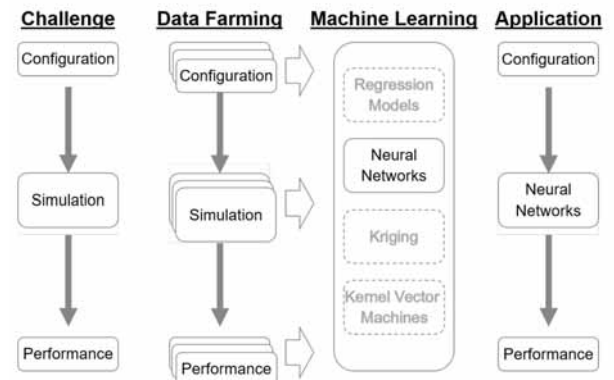 Challenge
Data Farming
Machine Learning
Application
Configuration
Simulation
Performance
Configuration
Simulation
Performance
Regression
Models
Neural
Networks
Kriging
Kernel Vector
Machines
Configuration
Neural
Networks
Performance